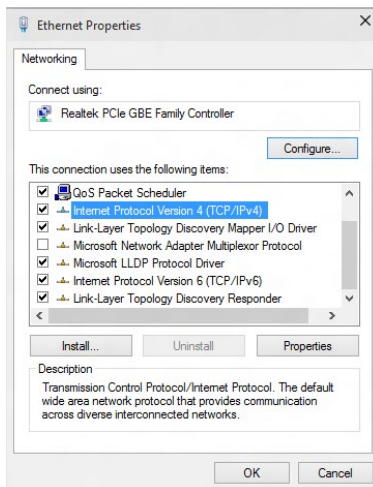 Ethernet Properties
Networking
Connect using:
Realtek PCIe GBE Family Controller
Configure...
This connection uses the following items:
QoS Packet Scheduler
Internet Protocol Version 4 (TCP/IPv4)
Link-Layer Topology Discovery Mapper I/O Driver
Microsoft Network Adapter Multiplexor Protocol
Microsoft LLDP Protocol Driver
Internet Protocol Version 6 (TCP/IPv6)
Link-Layer Topology Discovery Responder
Install... Uninstall Properties
Description
Transmission Control Protocol/Internet Protocol. The default
wide area network protocol that provides communication
across diverse interconnected networks.
OK Cancel